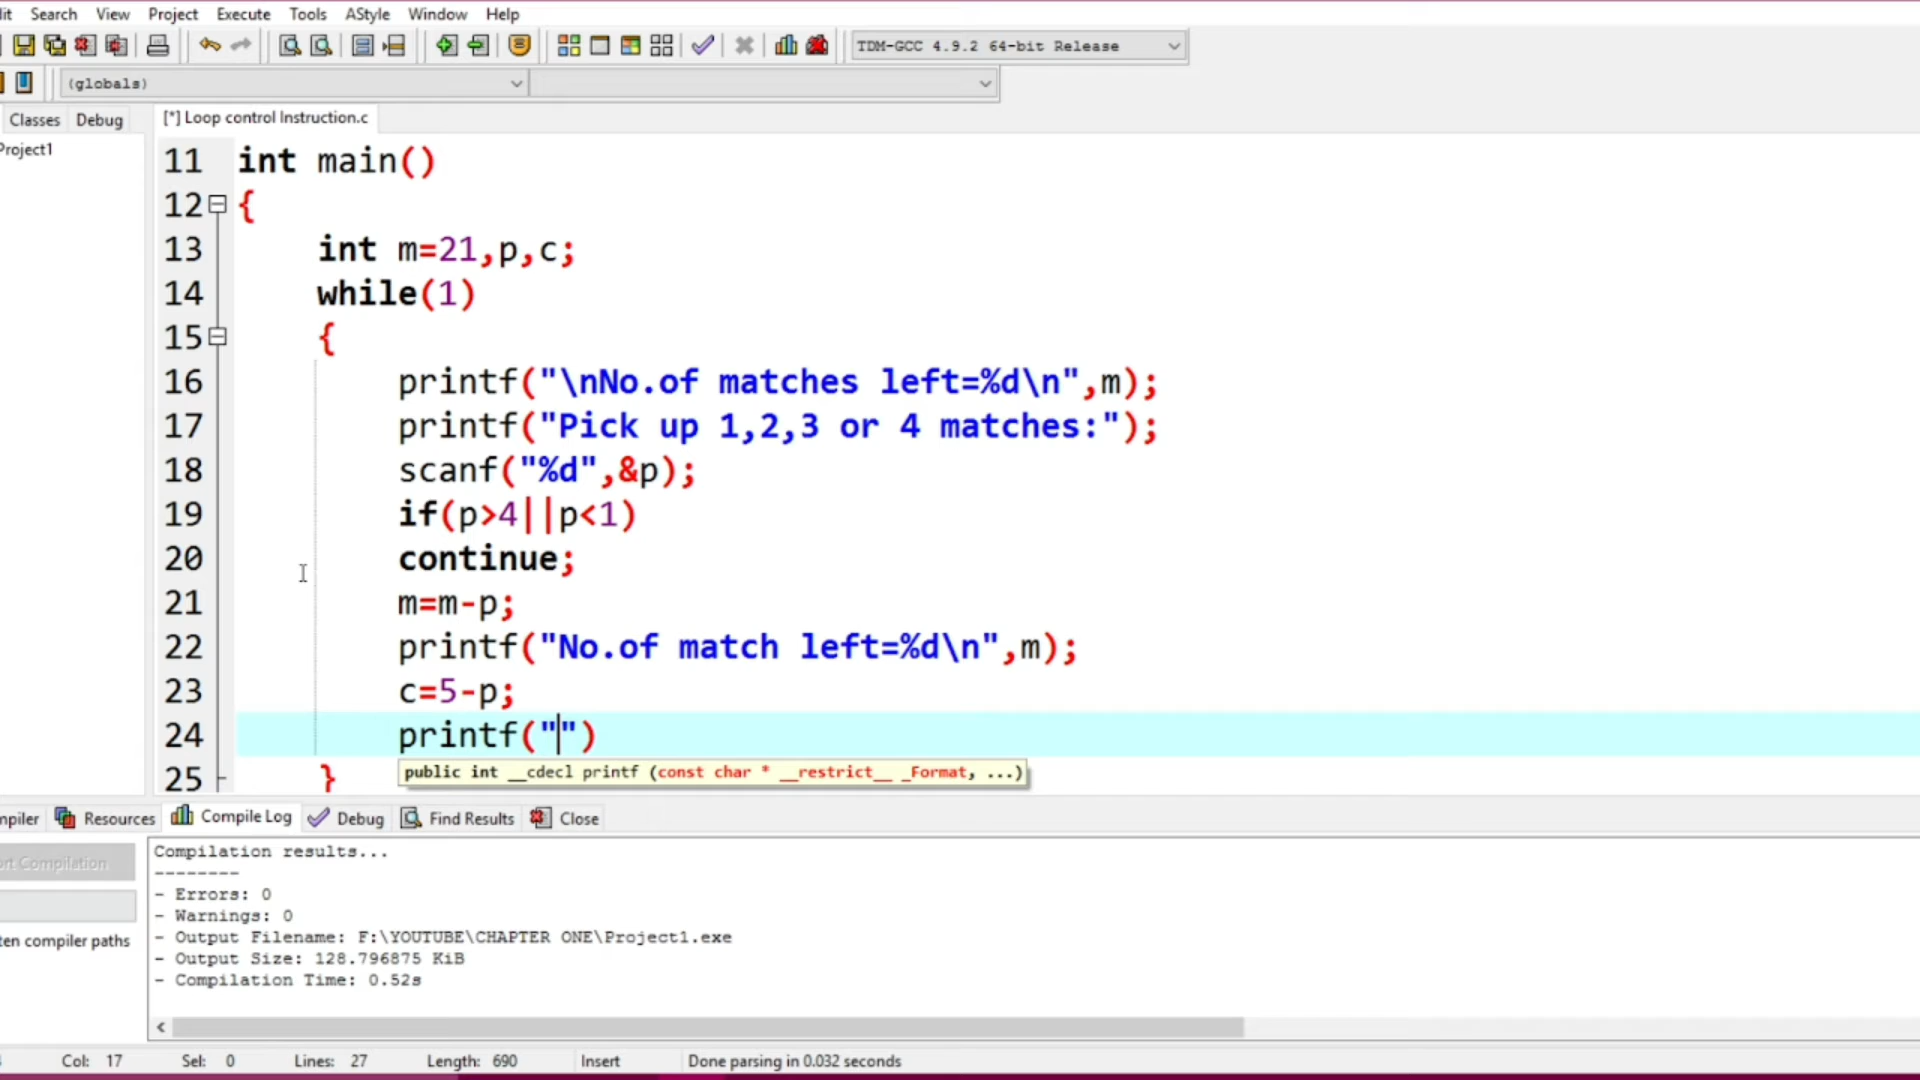 Search View Project Execute Tools AStyle Window Help
TDM-GCC 4.9.2 64-bit Release
(globals)
Classes Debug
[*] Loop control Instruction.c
Project1
11 int main()
12 {
13 int m=21,p,c;
14 while(1)
15 {
16 printf("\nNo.of matches left=%d\n",m);
17 printf("Pick up 1,2,3 or 4 matches:");
18 scanf("%d",&p);
19 if(p>4||p<1)
20 continue;
21 m=m-p;
22 printf("No.of match left=%d\n",m);
23 c=5-p;
24 printf("")
25 }
public int __cdecl printf (const char * __restrict__ _Format, ...)
Resources Compile Log Debug Find Results Close
Compilation results...
--------
- Errors: 0
- Warnings: 0
- Output Filename: F:\YOUTUBE\CHAPTER ONE\Project1.exe
- Output Size: 128.796875 KiB
- Compilation Time: 0.52s
Compilation
compiler paths
Col: 17 Sel: 0 Lines: 27 Length: 690 Insert Done parsing in 0.032 seconds